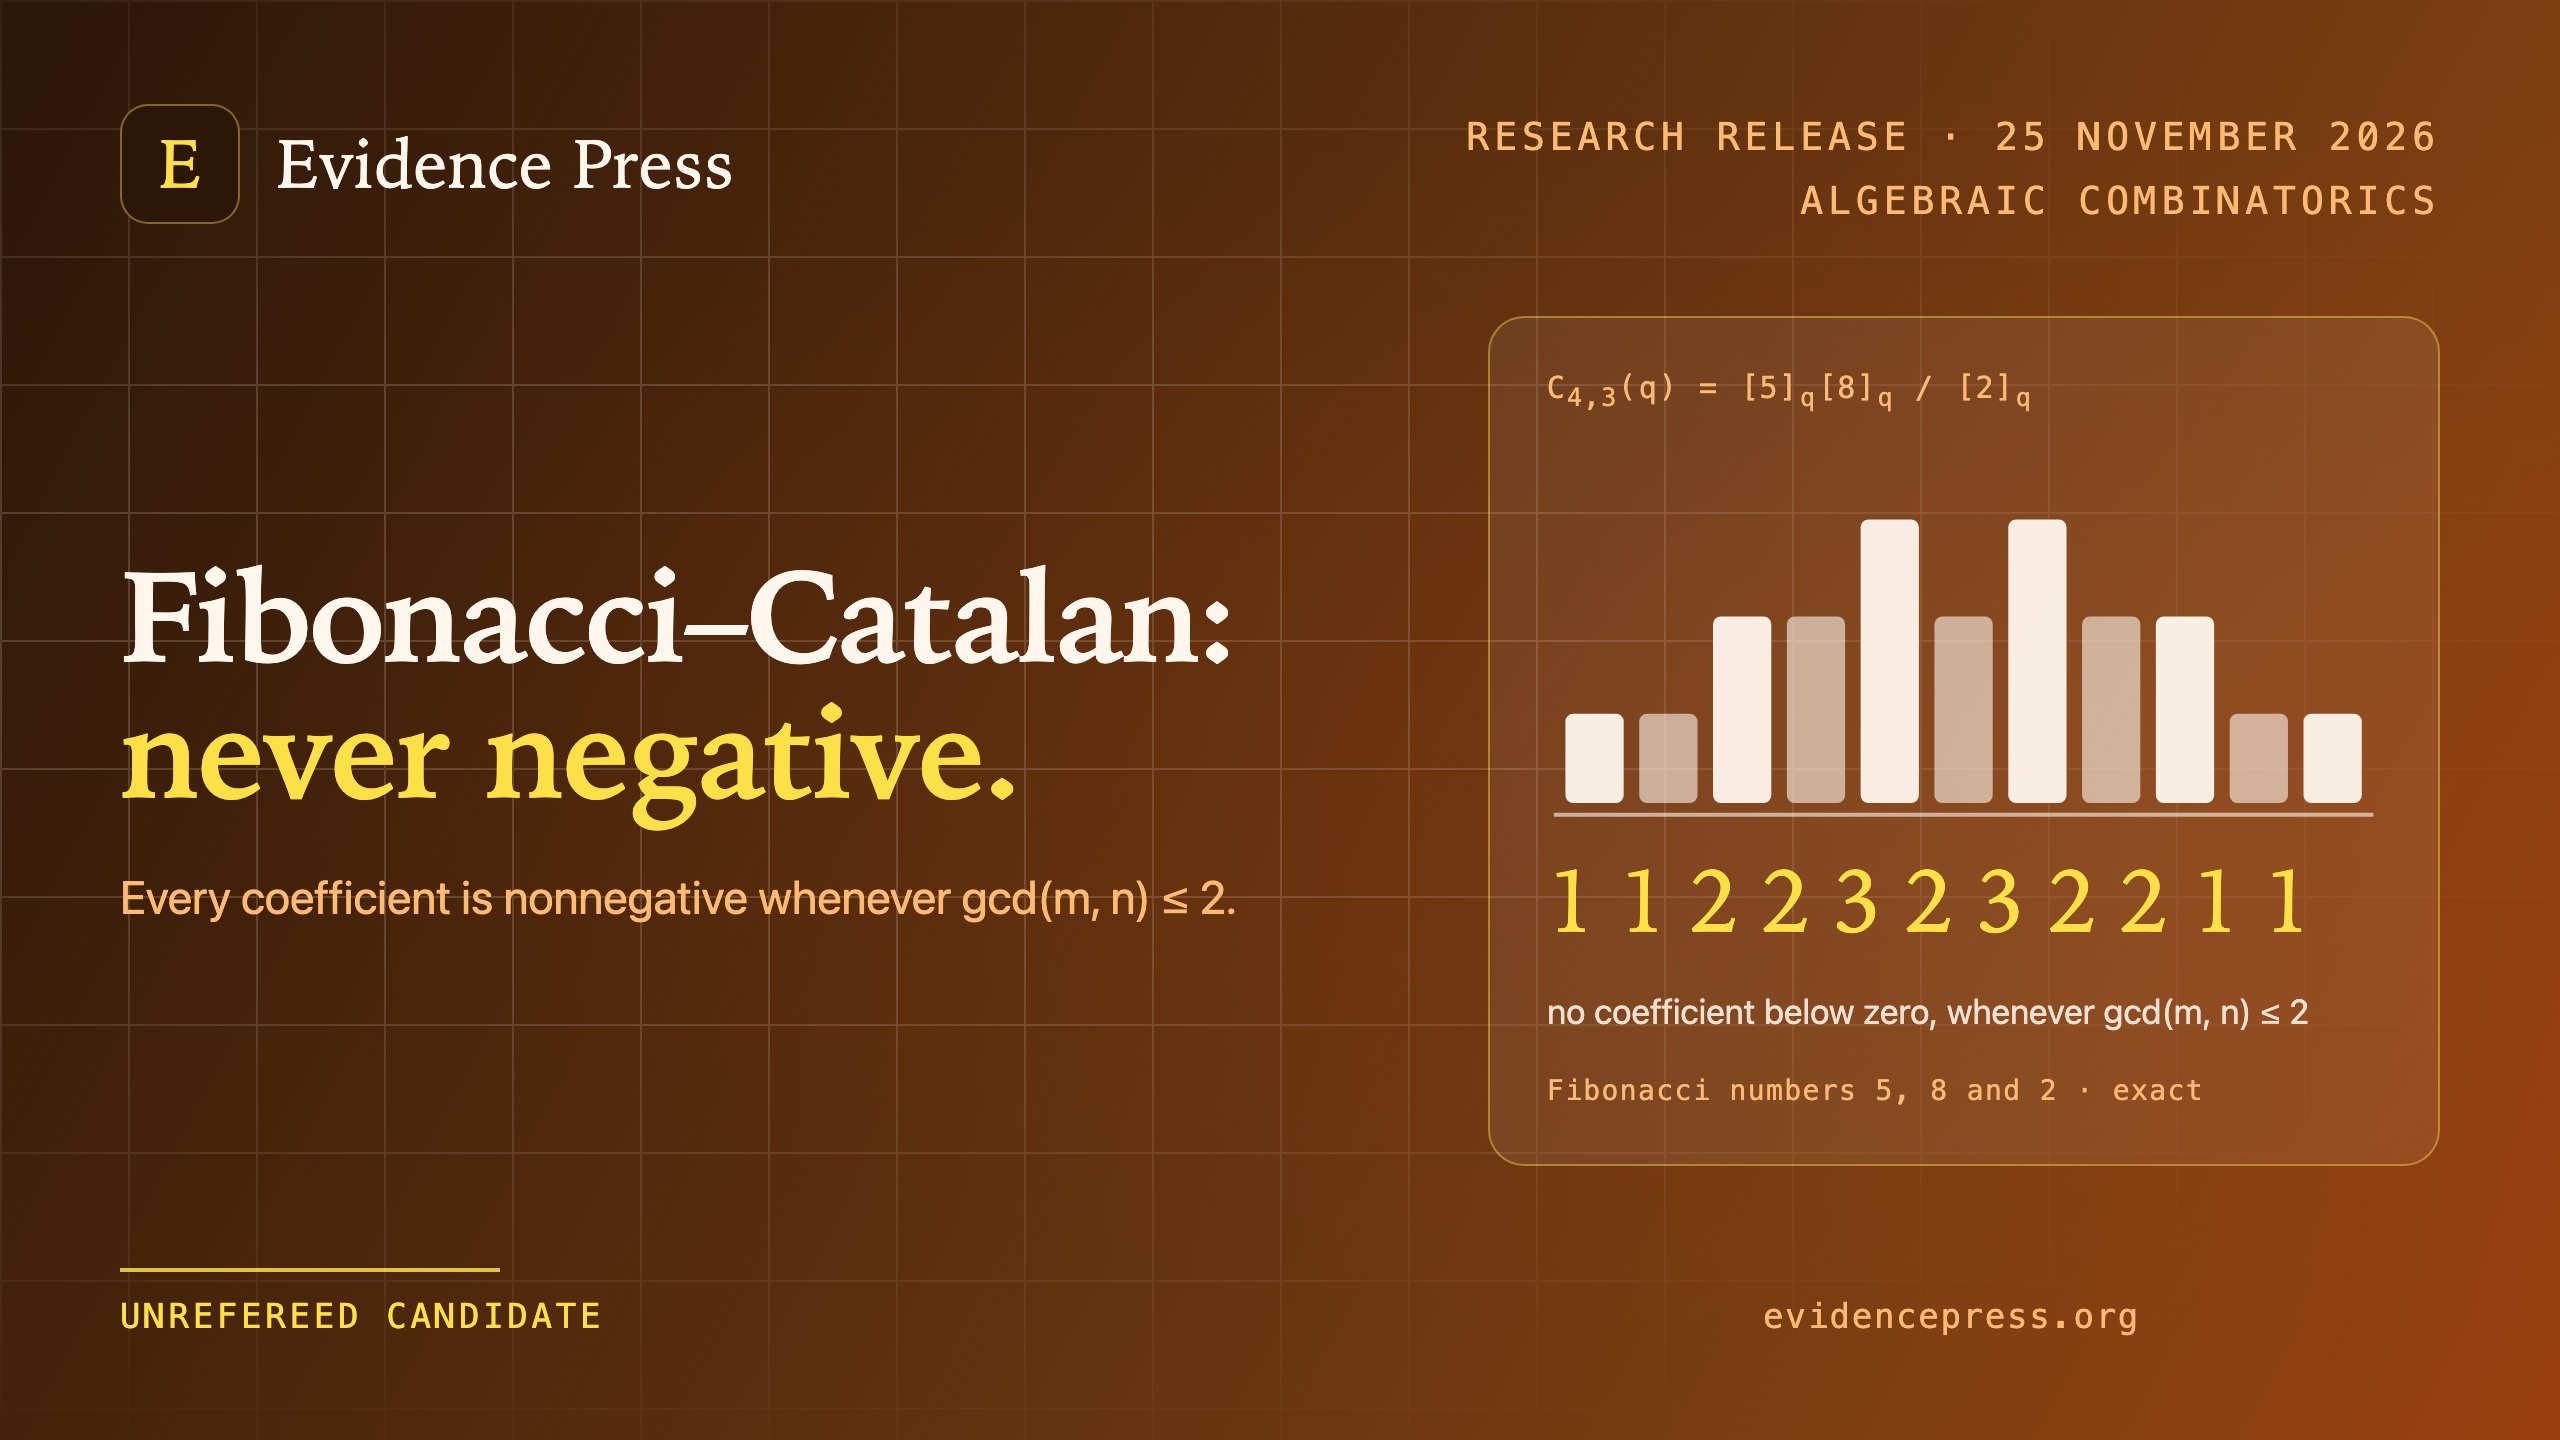 E
Evidence Press
RESEARCH RELEASE · 25 NOVEMBER 2026
ALGEBRAIC COMBINATORICS
Fibonacci–Catalan:
never negative.
Every coefficient is nonnegative whenever gcd(m, n) ≤ 2.
C4,3(q) = [5]q[8]q / [2]q
1 1 2 2 3 2 3 2 2 1 1
no coefficient below zero, whenever gcd(m, n) ≤ 2
Fibonacci numbers 5, 8 and 2 · exact
UNREFEREED CANDIDATE
evidencepress.org